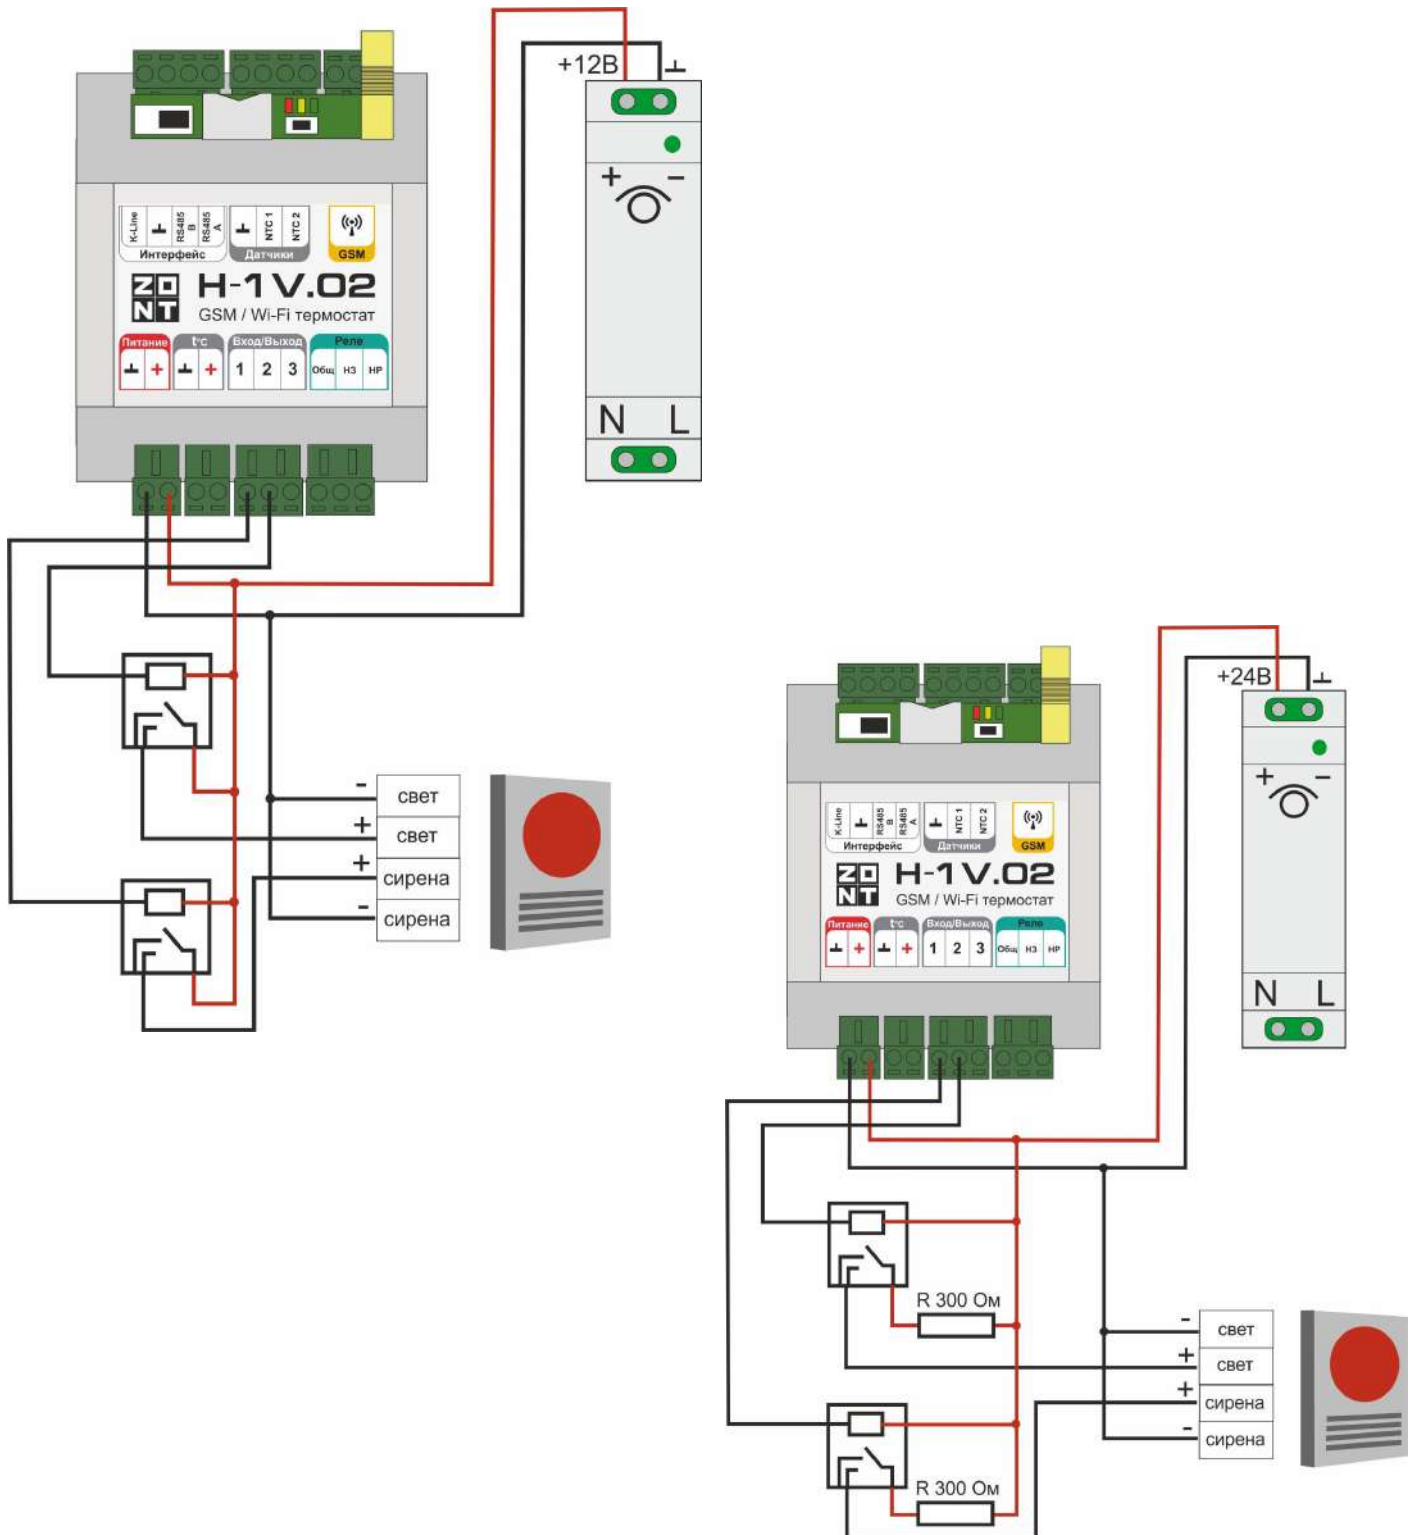 +12В
+ −
N L
K-Line
RS485 B
RS485 A
NTC 1
NTC 2
Интерфейс
Датчики
GSM
ZONT
H-1V.02
GSM / Wi-Fi термостат
Питание
t°C
Вход/Выход
Реле
+
+
1 2 3
Общ НЗ НР
- свет
+ свет
+ сирена
- сирена
+24В
+ −
N L
K-Line
RS485 B
RS485 A
NTC 1
NTC 2
Интерфейс
Датчики
GSM
ZONT
H-1V.02
GSM / Wi-Fi термостат
Питание
t°C
Вход/Выход
Реле
+
+
1 2 3
Общ НЗ НР
R 300 Ом
- свет
+ свет
+ сирена
- сирена
R 300 Ом